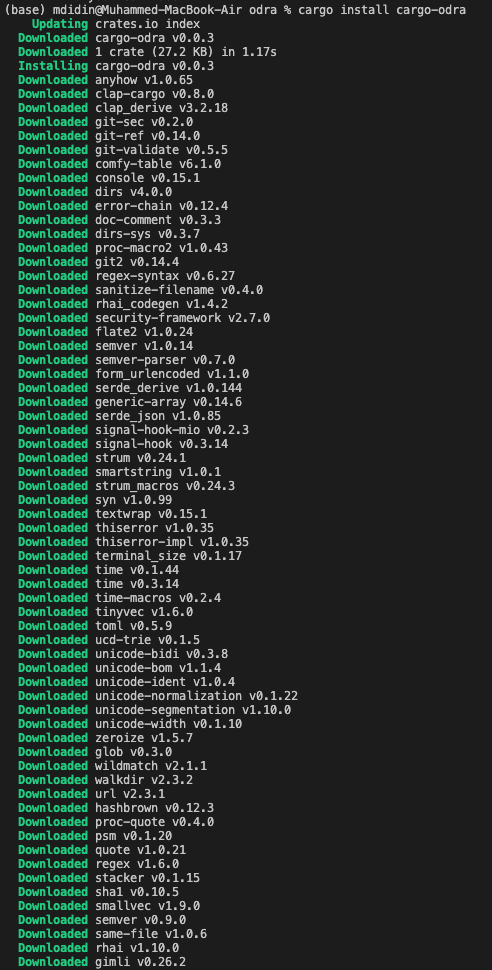 (base) mdidin@Muhammed-MacBook-Air odra % cargo install cargo-odra
Updating crates.io index
Downloaded cargo-odra v0.0.3
Downloaded 1 crate (27.2 KB) in 1.17s
Installing cargo-odra v0.0.3
Downloaded anyhow v1.0.65
Downloaded clap-cargo v0.8.0
Downloaded clap_derive v3.2.18
Downloaded git-sec v0.2.0
Downloaded git-ref v0.14.0
Downloaded git-validate v0.5.5
Downloaded comfy-table v6.1.0
Downloaded console v0.15.1
Downloaded dirs v4.0.0
Downloaded error-chain v0.12.4
Downloaded doc-comment v0.3.3
Downloaded dirs-sys v0.3.7
Downloaded proc-macro2 v1.0.43
Downloaded git2 v0.14.4
Downloaded regex-syntax v0.6.27
Downloaded sanitize-filename v0.4.0
Downloaded rhai_codegen v1.4.2
Downloaded security-framework v2.7.0
Downloaded flate2 v1.0.24
Downloaded semver v1.0.14
Downloaded semver-parser v0.7.0
Downloaded form_urlencoded v1.1.0
Downloaded serde_derive v1.0.144
Downloaded generic-array v0.14.6
Downloaded serde_json v1.0.85
Downloaded signal-hook-mio v0.2.3
Downloaded signal-hook v0.3.14
Downloaded strum v0.24.1
Downloaded smartstring v1.0.1
Downloaded strum_macros v0.24.3
Downloaded syn v1.0.99
Downloaded textwrap v0.15.1
Downloaded thiserror v1.0.35
Downloaded thiserror-impl v1.0.35
Downloaded terminal_size v0.1.17
Downloaded time v0.1.44
Downloaded time v0.3.14
Downloaded time-macros v0.2.4
Downloaded tinyvec v1.6.0
Downloaded toml v0.5.9
Downloaded ucd-trie v0.1.5
Downloaded unicode-bidi v0.3.8
Downloaded unicode-bom v1.1.4
Downloaded unicode-ident v1.0.4
Downloaded unicode-normalization v0.1.22
Downloaded unicode-segmentation v1.10.0
Downloaded unicode-width v0.1.10
Downloaded zeroize v1.5.7
Downloaded glob v0.3.0
Downloaded wildmatch v2.1.1
Downloaded walkdir v2.3.2
Downloaded url v2.3.1
Downloaded hashbrown v0.12.3
Downloaded proc-quote v0.4.0
Downloaded psm v0.1.20
Downloaded quote v1.0.21
Downloaded regex v1.6.0
Downloaded stacker v0.1.15
Downloaded sha1 v0.10.5
Downloaded smallvec v1.9.0
Downloaded semver v0.9.0
Downloaded same-file v1.0.6
Downloaded rhai v1.10.0
Downloaded gimli v0.26.2